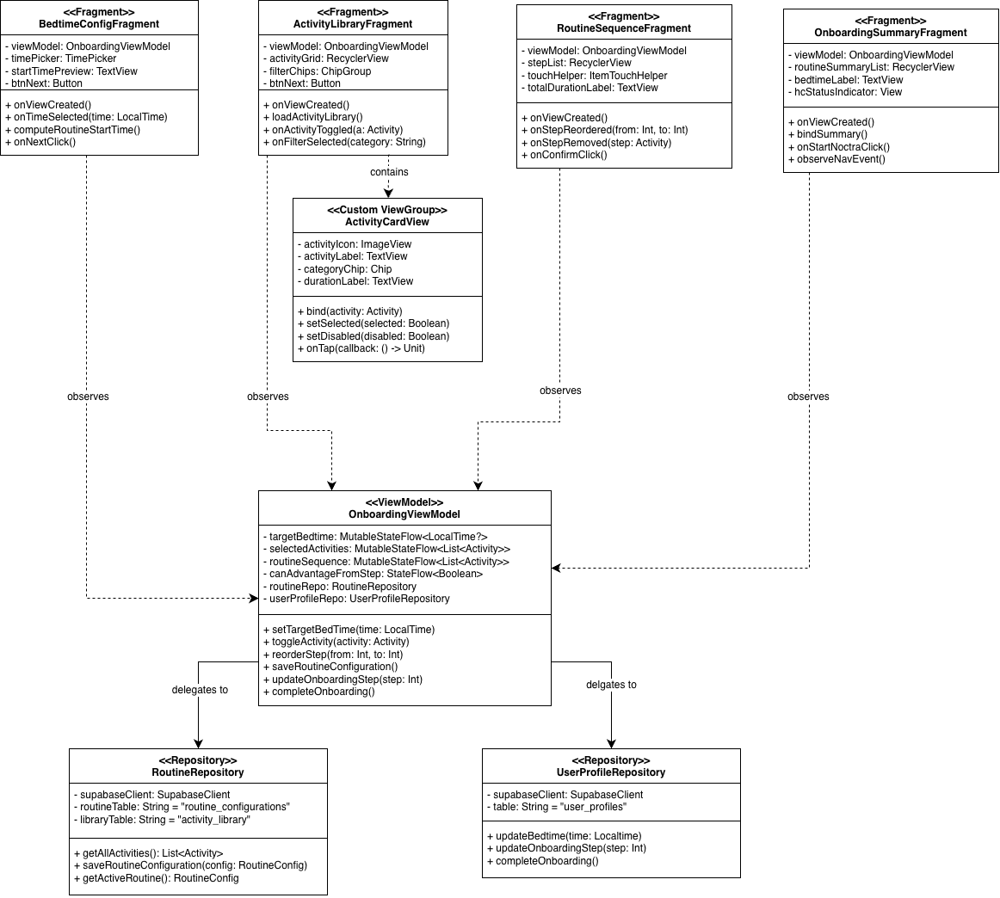 <<Fragment>>
BedtimeConfigFragment
- viewModel: OnboardingViewModel
- timePicker: TimePicker
- startTimePreview: TextView
- btnNext: Button
+ onViewCreated()
+ onTimeSelected(time: LocalTime)
+ computeRoutineStartTime()
+ onNextClick()
<<Fragment>>
ActivityLibraryFragment
- viewModel: OnboardingViewModel
- activityGrid: RecyclerView
- filterChips: ChipGroup
- btnNext: Button
+ onViewCreated()
+ loadActivityLibrary()
+ onActivityToggled(a: Activity)
+ onFilterSelected(category: String)
<<Fragment>>
RoutineSequenceFragment
- viewModel: OnboardingViewModel
- stepList: RecyclerView
- touchHelper: ItemTouchHelper
- totalDurationLabel: TextView
+ onViewCreated()
+ onStepReordered(from: Int, to: Int)
+ onStepRemoved(step: Activity)
+ onConfirmClick()
<<Fragment>>
OnboardingSummaryFragment
- viewModel: OnboardingViewModel
- routineSummaryList: RecyclerView
- bedtimeLabel: TextView
- hcStatusIndicator: View
+ onViewCreated()
+ bindSummary()
+ onStartNoctraClick()
+ observeNavEvent()
contains
<<Custom ViewGroup>>
ActivityCardView
- activityIcon: ImageView
- activityLabel: TextView
- categoryChip: Chip
- durationLabel: TextView
+ bind(activity: Activity)
+ setSelected(selected: Boolean)
+ setDisabled(disabled: Boolean)
+ onTap(callback: () -> Unit)
observes
observes
observes
observes
<<ViewModel>>
OnboardingViewModel
- targetBedtime: MutableStateFlow<LocalTime?>
- selectedActivities: MutableStateFlow<List<Activity>>
- routineSequence: MutableStateFlow<List<Activity>>
- canAdvantageFromStep: StateFlow<Boolean>
- routineRepo: RoutineRepository
- userProfileRepo: UserProfileRepository
+ setTargetBedTime(time: LocalTime)
+ toggleActivity(activity: Activity)
+ reorderStep(from: Int, to: Int)
+ saveRoutineConfiguration()
+ updateOnboardingStep(step: Int)
+ completeOnboarding()
delegates to
delgates to
<<Repository>>
RoutineRepository
- supabaseClient: SupabaseClient
- routineTable: String = "routine_configurations"
- libraryTable: String = "activity_library"
+ getAllActivities(): List<Activity>
+ saveRoutineConfiguration(config: RoutineConfig)
+ getActiveRoutine(): RoutineConfig
<<Repository>>
UserProfileRepository
- supabaseClient: SupabaseClient
- table: String = "user_profiles"
+ updateBedtime(time: Localtime)
+ updateOnboardingStep(step: Int)
+ completeOnboarding()